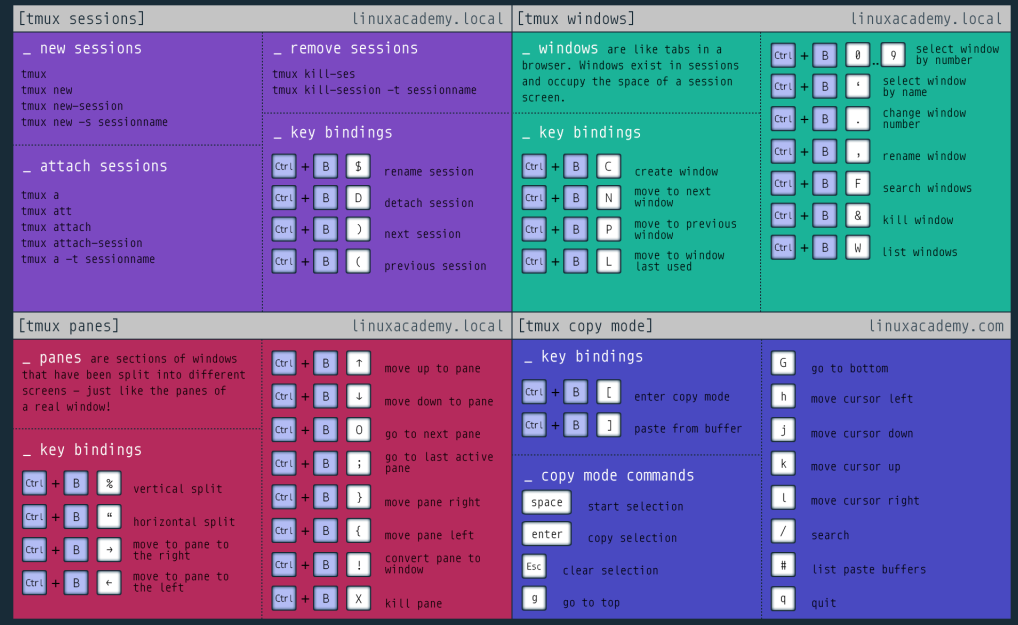 [tmux sessions] linuxacademy.local
_ new sessions
tmux
tmux new
tmux new-session
tmux new -s sessionname
_ attach sessions
tmux a
tmux att
tmux attach
tmux attach-session
tmux a -t sessionname
_ remove sessions
tmux kill-ses
tmux kill-session -t sessionname
_ key bindings
Ctrl + B $ rename session
Ctrl + B D detach session
Ctrl + B ) next session
Ctrl + B ( previous session
[tmux windows] linuxacademy.local
_ windows are like tabs in a
browser. Windows exist in sessions
and occupy the space of a session
screen.
_ key bindings
Ctrl + B C create window
Ctrl + B N move to next
window
Ctrl + B P move to previous
window
Ctrl + B L move to window
last used
Ctrl + B 0 .. 9 select window
by number
Ctrl + B ‘ select window
by name
Ctrl + B . change window
number
Ctrl + B , rename window
Ctrl + B F search windows
Ctrl + B & kill window
Ctrl + B W list windows
[tmux panes] linuxacademy.local
_ panes are sections of windows
that have been split into different
screens – just like the panes of
a real window!
_ key bindings
Ctrl + B % vertical split
Ctrl + B “ horizontal split
Ctrl + B → move to pane to
the right
Ctrl + B ← move to pane to
the left
Ctrl + B ↑ move up to pane
Ctrl + B ↓ move down to pane
Ctrl + B O go to next pane
Ctrl + B ; go to last active
pane
Ctrl + B } move pane right
Ctrl + B { move pane left
Ctrl + B ! convert pane to
window
Ctrl + B X kill pane
[tmux copy mode] linuxacademy.com
_ key bindings
Ctrl + B [ enter copy mode
Ctrl + B ] paste from buffer
_ copy mode commands
space start selection
enter copy selection
Esc clear selection
g go to top
G go to bottom
h move cursor left
j move cursor down
k move cursor up
l move cursor right
/ search
# list paste buffers
q quit